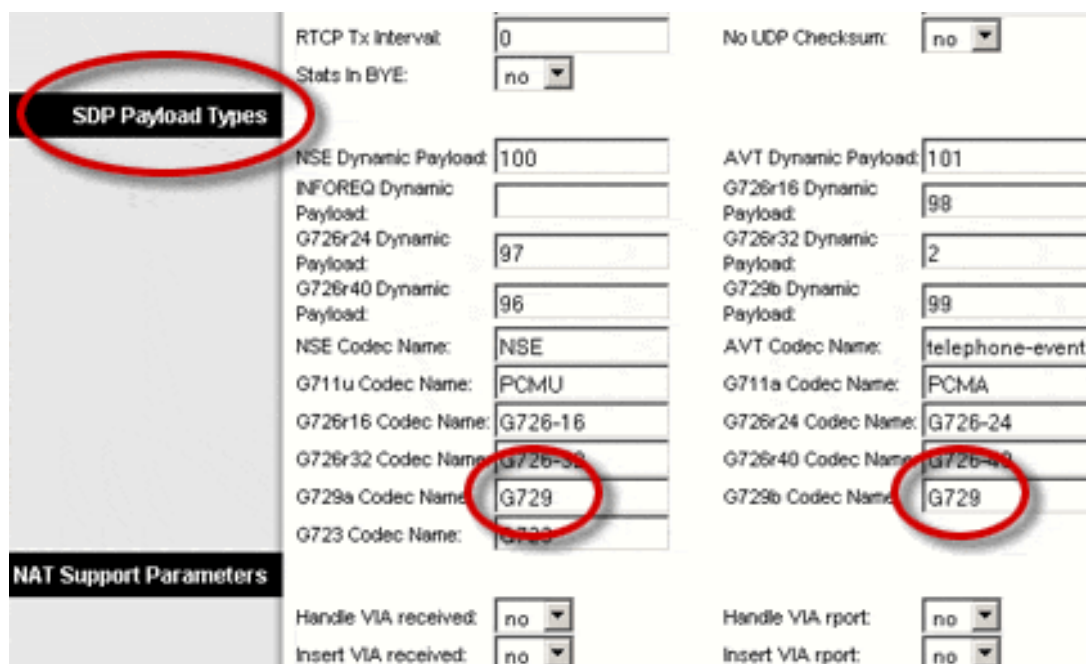 RTCP Tx Interval: 0 No UDP Checksum: no
Stats In BYE: no
SDP Payload Types
NSE Dynamic Payload: 100 AVT Dynamic Payload: 101
INFOREQ Dynamic Payload: G726r16 Dynamic Payload: 98
G726r24 Dynamic Payload: 97 G726r32 Dynamic Payload: 2
G726r40 Dynamic Payload: 96 G729b Dynamic Payload: 99
NSE Codec Name: NSE AVT Codec Name: telephone-event
G711u Codec Name: PCMU G711a Codec Name: PCMA
G726r16 Codec Name: G726-16 G726r24 Codec Name: G726-24
G726r32 Codec Name G726-32 G726r40 Codec Name G726-40
G729a Codec Name G729 G729b Codec Name G729
G723 Codec Name: G723
NAT Support Parameters
Handle VIA received: no Handle VIA rport: no
Insert VIA received: no Insert VIA rport: no